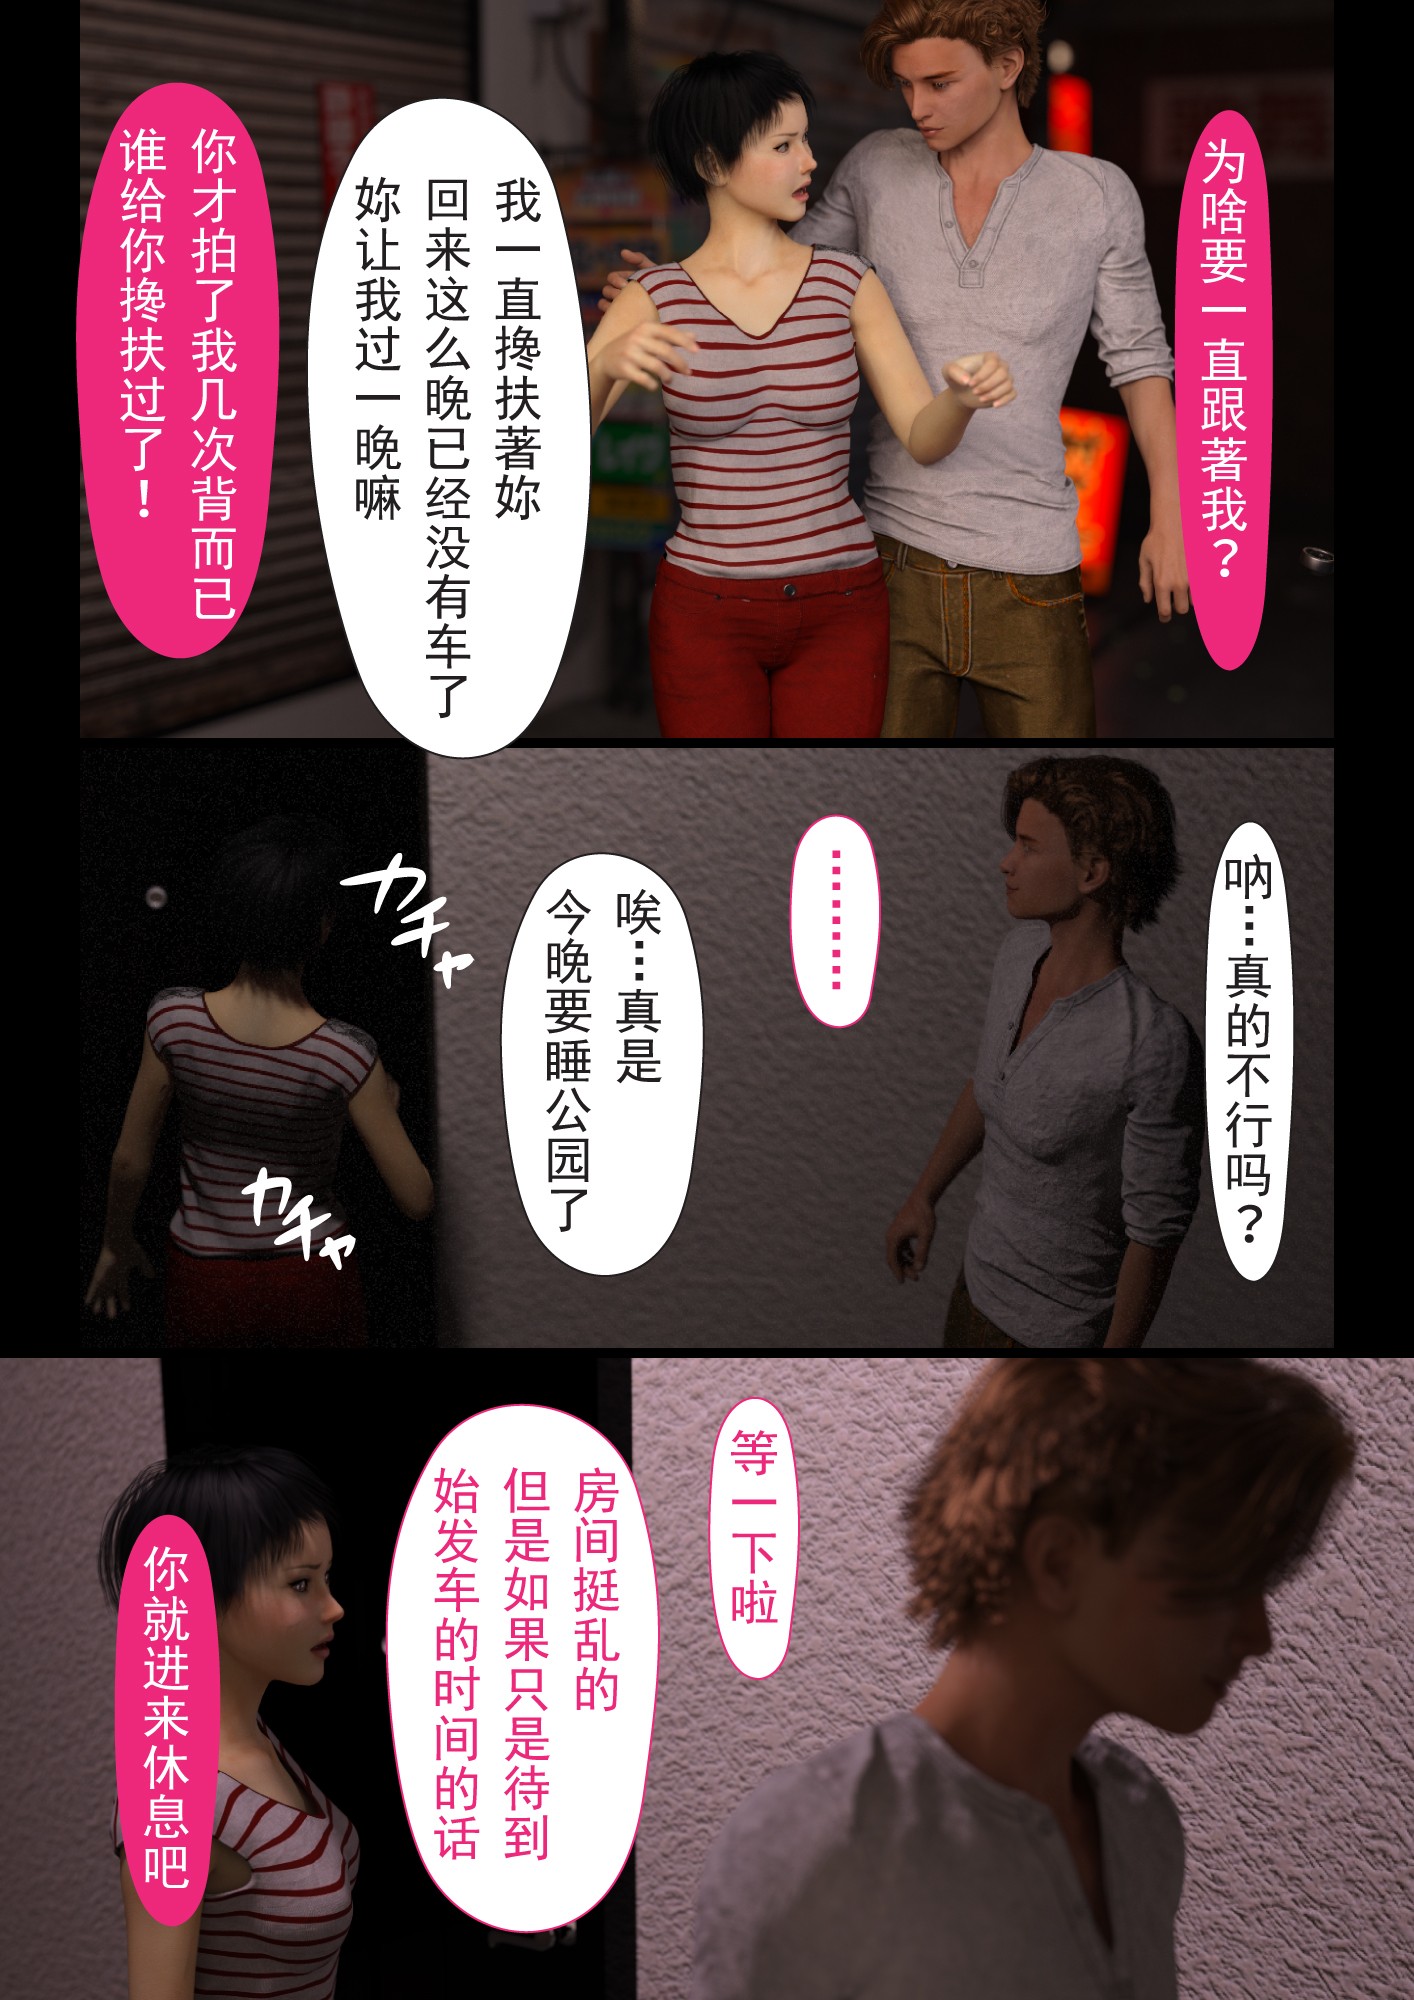 为啥要一直跟著我？
我一直搀扶著妳
回来这么晚已经没有车了
妳让我过一晚嘛
你才拍了我几次背而已
谁给你搀扶过了！
呐…真的不行吗？
………
唉…真是
今晚要睡公园了
カチャ
カチャ
等一下啦
房间挺乱的
但是如果只是待到
始发车的时间的话
你就进来休息吧